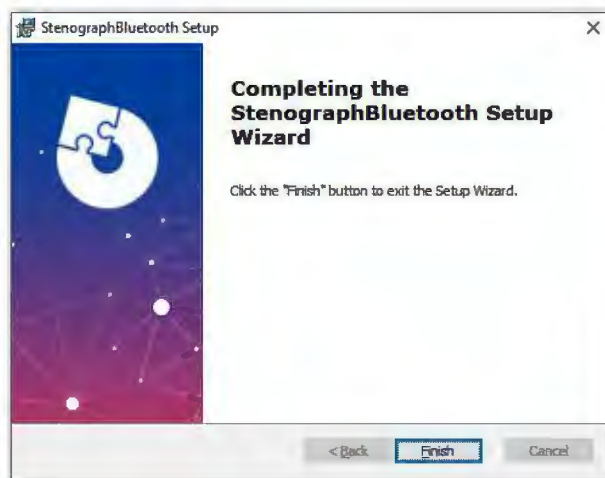 StenographBluetooth Setup
Completing the
StenographBluetooth Setup
Wizard
Click the "Finish" button to exit the Setup Wizard.
< Back
Finish
Cancel